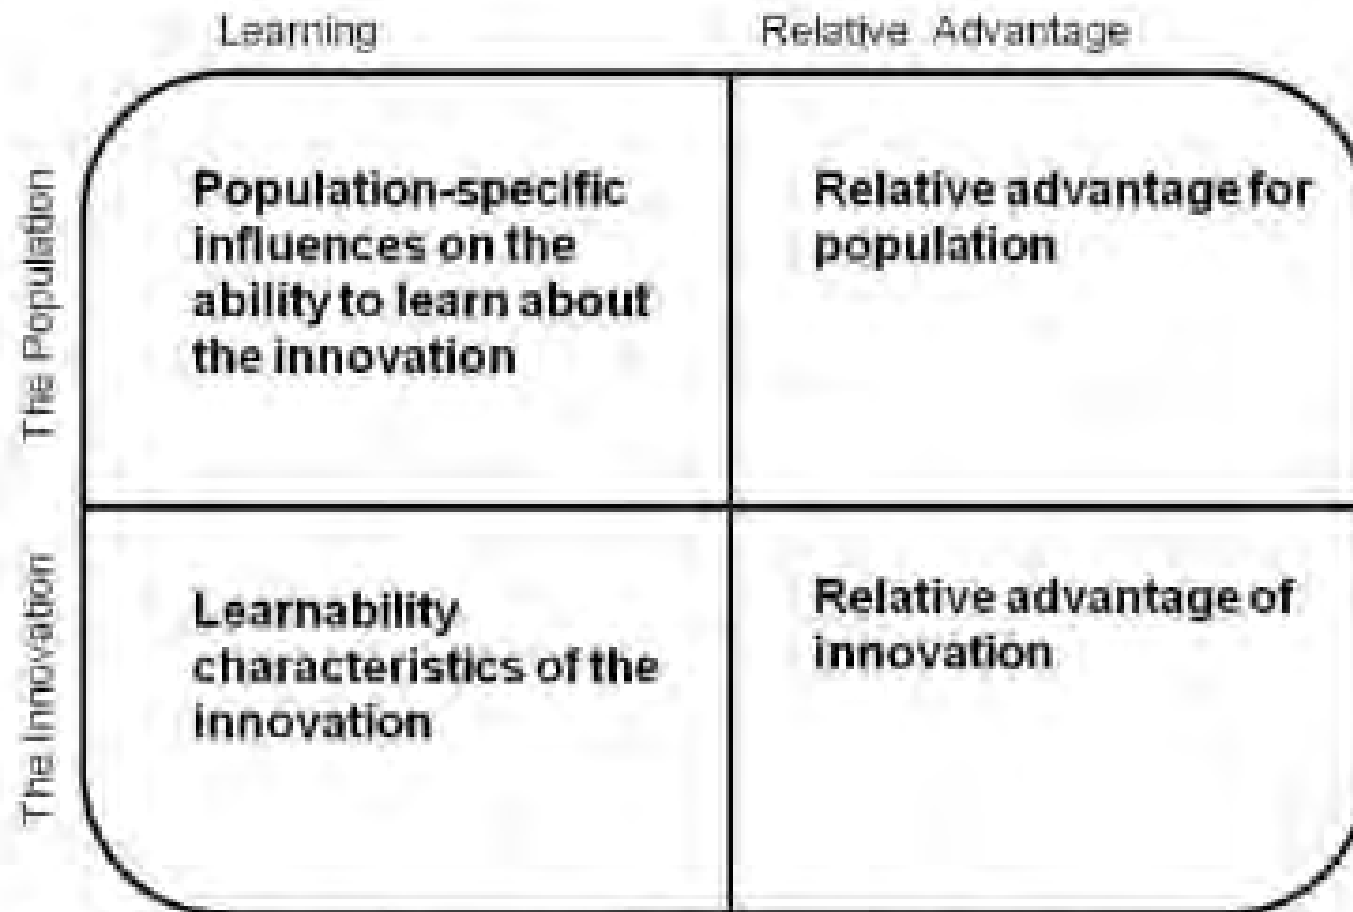 Learning
Relative Advantage
The Population
Population-specific
influences on the
ability to learn about
the innovation
Relative advantage for
population
The Innovation
Learnability
characteristics of the
innovation
Relative advantage of
innovation